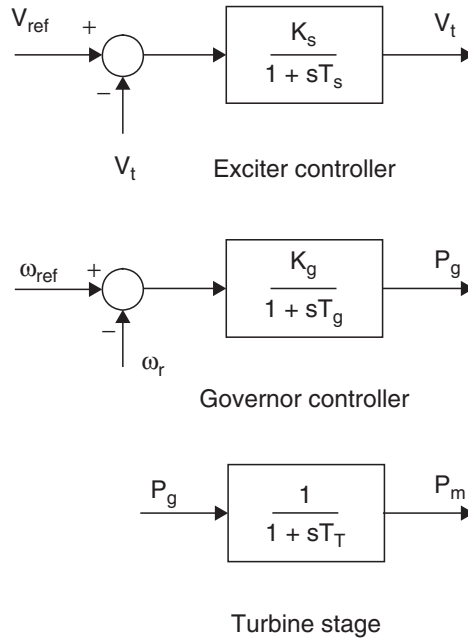 V_ref + K_s V_t
1 + sT_s
−
V_t
Exciter controller
ω_ref + K_g P_g
1 + sT_g
−
ω_r
Governor controller
P_g 1 P_m
1 + sT_T
Turbine stage